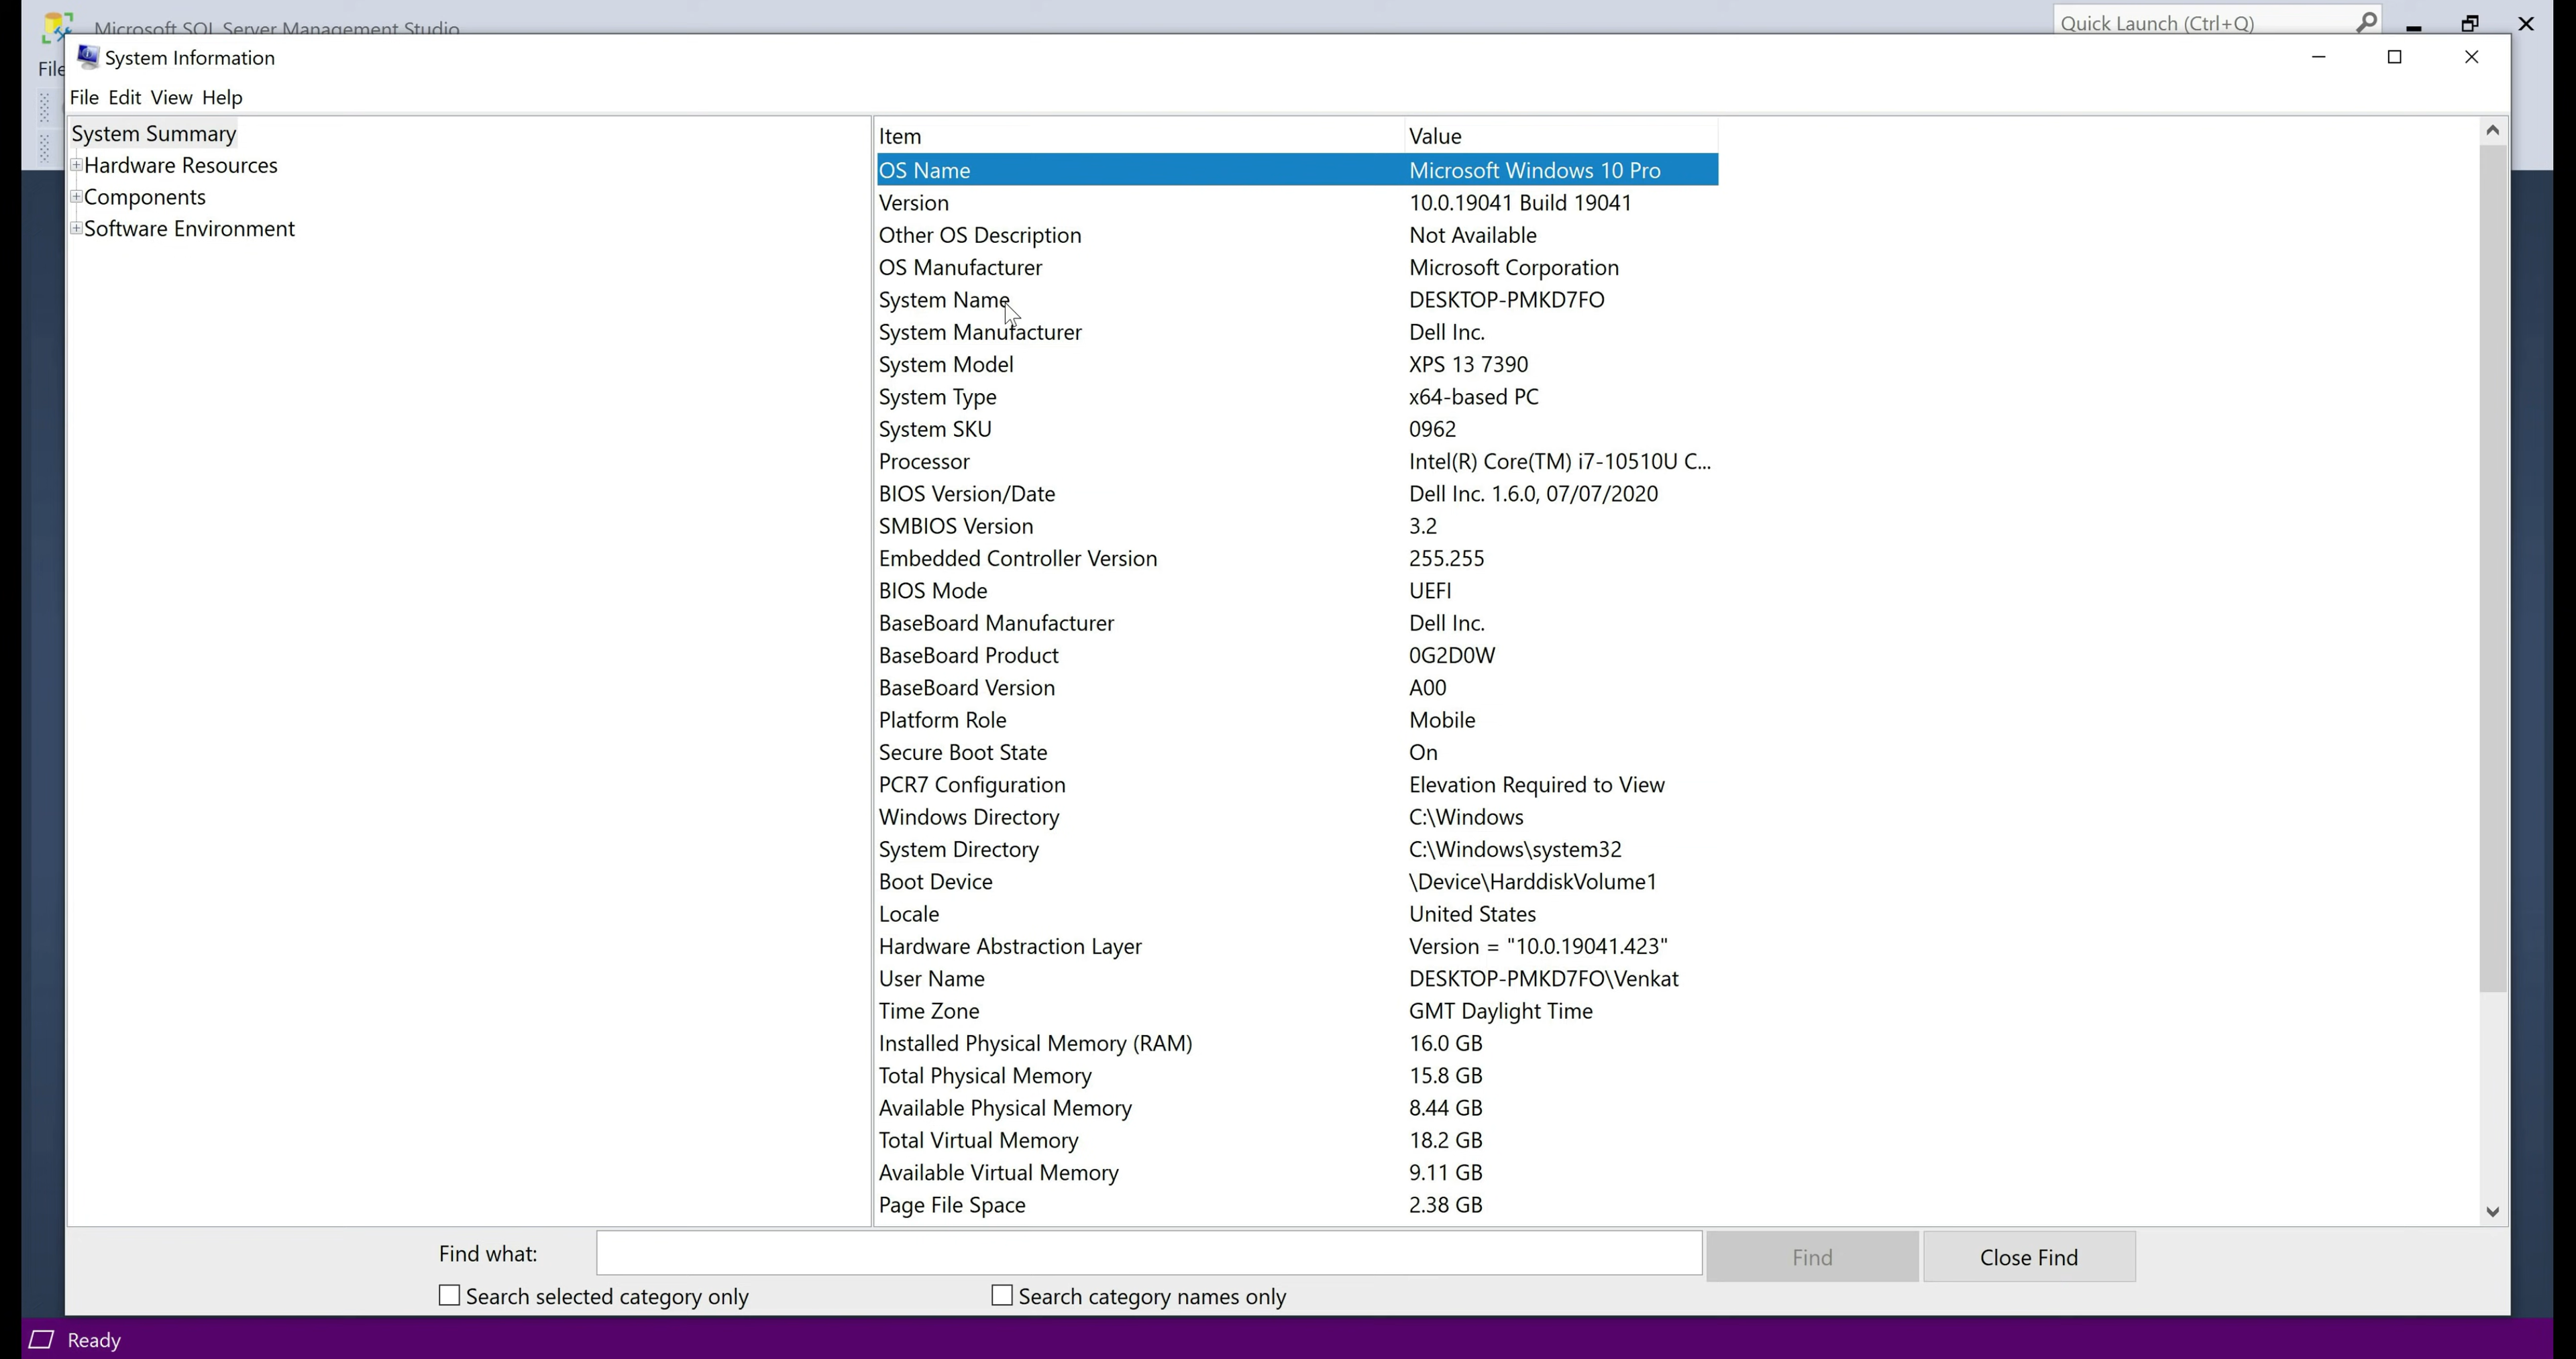 Microsoft SQL Server Management Studio
Quick Launch (Ctrl+Q)
File
System Information
File Edit View Help
System Summary
Hardware Resources
Components
Software Environment
Item Value
OS Name Microsoft Windows 10 Pro
Version 10.0.19041 Build 19041
Other OS Description Not Available
OS Manufacturer Microsoft Corporation
System Name DESKTOP-PMKD7FO
System Manufacturer Dell Inc.
System Model XPS 13 7390
System Type x64-based PC
System SKU 0962
Processor Intel(R) Core(TM) i7-10510U C...
BIOS Version/Date Dell Inc. 1.6.0, 07/07/2020
SMBIOS Version 3.2
Embedded Controller Version 255.255
BIOS Mode UEFI
BaseBoard Manufacturer Dell Inc.
BaseBoard Product 0G2D0W
BaseBoard Version A00
Platform Role Mobile
Secure Boot State On
PCR7 Configuration Elevation Required to View
Windows Directory C:\Windows
System Directory C:\Windows\system32
Boot Device \Device\HarddiskVolume1
Locale United States
Hardware Abstraction Layer Version = "10.0.19041.423"
User Name DESKTOP-PMKD7FO\Venkat
Time Zone GMT Daylight Time
Installed Physical Memory (RAM) 16.0 GB
Total Physical Memory 15.8 GB
Available Physical Memory 8.44 GB
Total Virtual Memory 18.2 GB
Available Virtual Memory 9.11 GB
Page File Space 2.38 GB
Find what:
Find
Close Find
Search selected category only
Search category names only
Ready